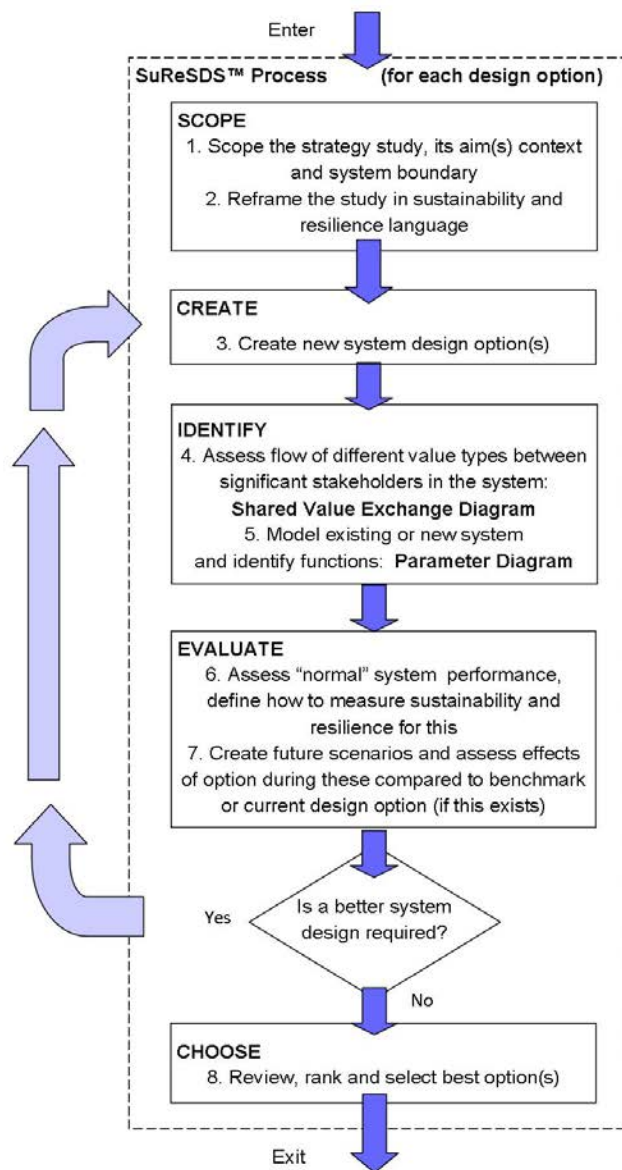 Enter
SuReSDS™ Process (for each design option)
SCOPE
1. Scope the strategy study, its aim(s) context
and system boundary
2. Reframe the study in sustainability and
resilience language
CREATE
3. Create new system design option(s)
IDENTIFY
4. Assess flow of different value types between
significant stakeholders in the system:
Shared Value Exchange Diagram
5. Model existing or new system
and identify functions: Parameter Diagram
EVALUATE
6. Assess “normal” system performance,
define how to measure sustainability and
resilience for this
7. Create future scenarios and assess effects
of option during these compared to benchmark
or current design option (if this exists)
Is a better system
design required?
Yes
No
CHOOSE
8. Review, rank and select best option(s)
Exit